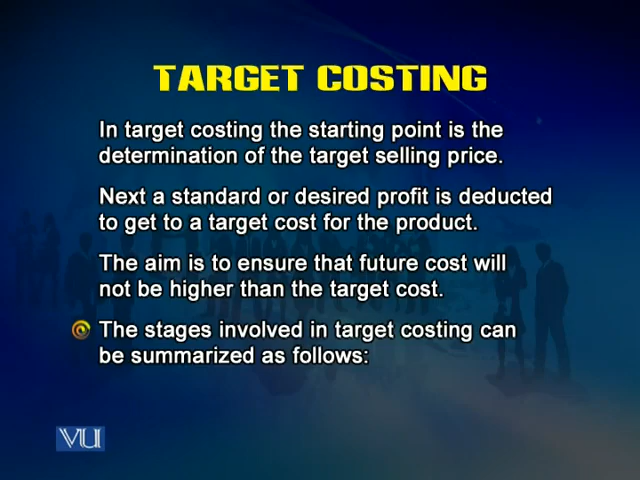 TARGET COSTING
In target costing the starting point is the
determination of the target selling price.
Next a standard or desired profit is deducted
to get to a target cost for the product.
The aim is to ensure that future cost will
not be higher than the target cost.
The stages involved in target costing can
be summarized as follows:
VU